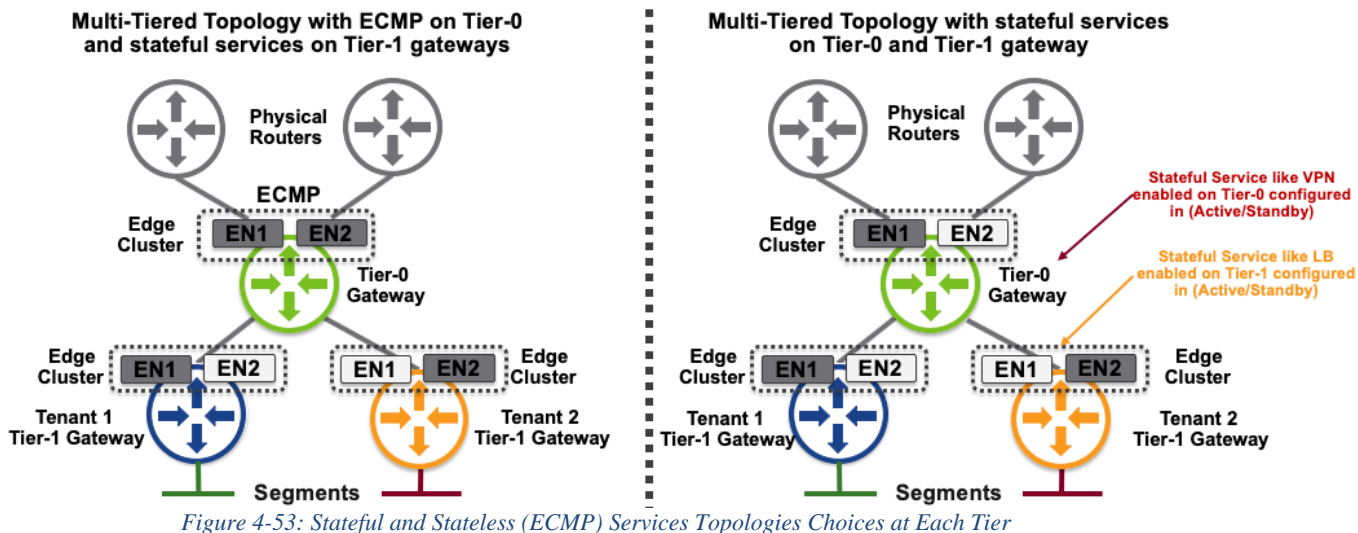 Multi-Tiered Topology with ECMP on Tier-0
and stateful services on Tier-1 gateways
Physical
Routers
ECMP
Edge
Cluster
EN1
EN2
Tier-0
Gateway
Edge
Cluster
EN1
EN2
EN1
EN2
Edge
Cluster
Tenant 1
Tier-1 Gateway
Tenant 2
Tier-1 Gateway
Segments
Multi-Tiered Topology with stateful services
on Tier-0 and Tier-1 gateway
Physical
Routers
Stateful Service like VPN
enabled on Tier-0 configured
in (Active/Standby)
Edge
Cluster
EN1
EN2
Tier-0
Gateway
Stateful Service like LB
enabled on Tier-1 configured
in (Active/Standby)
Edge
Cluster
EN1
EN2
EN1
EN2
Edge
Cluster
Tenant 1
Tier-1 Gateway
Tenant 2
Tier-1 Gateway
Segments
Figure 4-53: Stateful and Stateless (ECMP) Services Topologies Choices at Each Tier